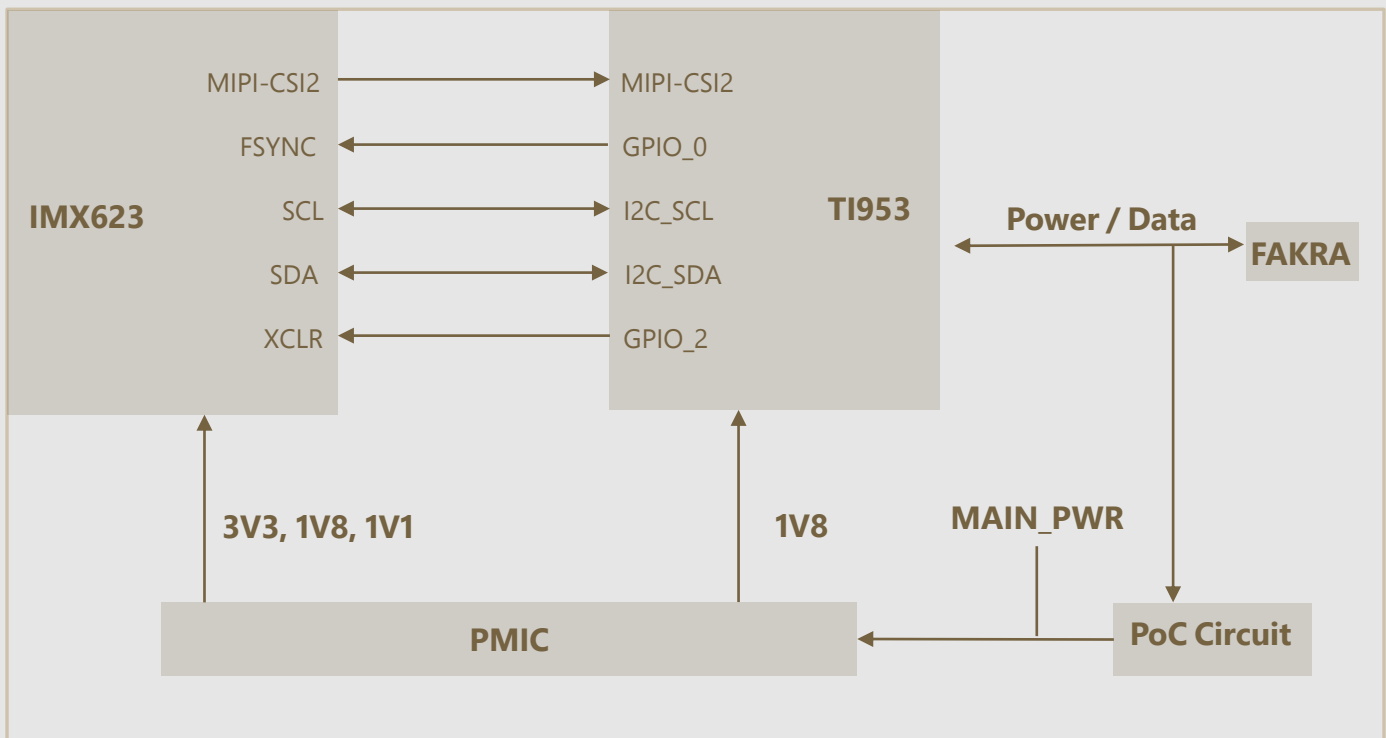 MIPI-CSI2
MIPI-CSI2
FSYNC
GPIO_0
IMX623
SCL
I2C_SCL
TI953
Power / Data
FAKRA
SDA
I2C_SDA
XCLR
GPIO_2
3V3, 1V8, 1V1
1V8
MAIN_PWR
PMIC
PoC Circuit